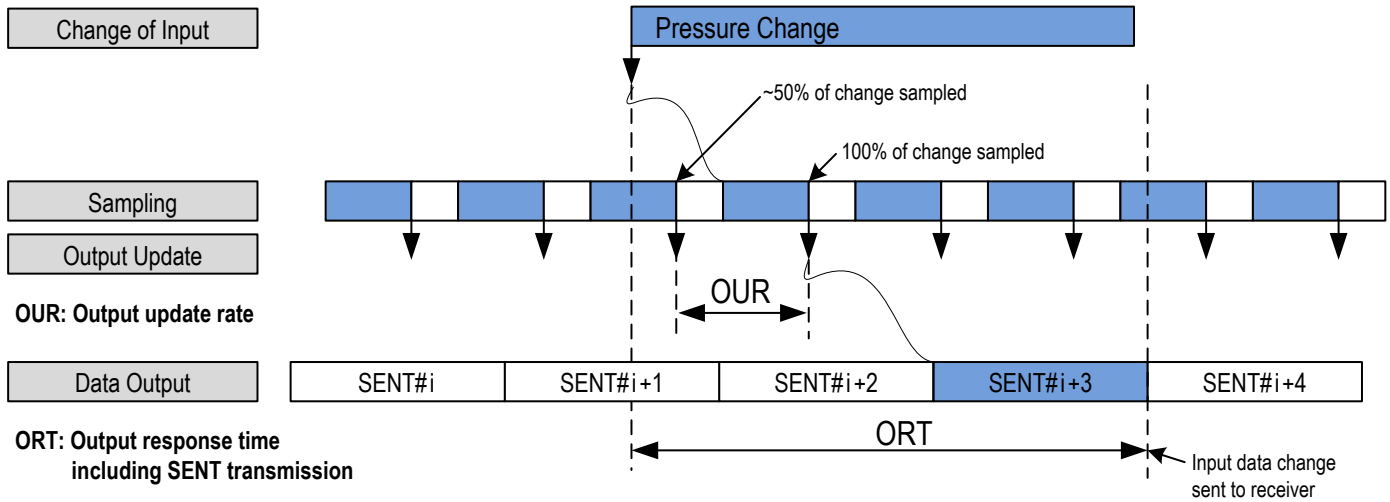 Change of Input
Pressure Change
~50% of change sampled
100% of change sampled
Sampling
Output Update
OUR
OUR: Output update rate
Data Output
SENT#i
SENT#i+1
SENT#i+2
SENT#i+3
SENT#i+4
ORT: Output response time
including SENT transmission
ORT
Input data change
sent to receiver